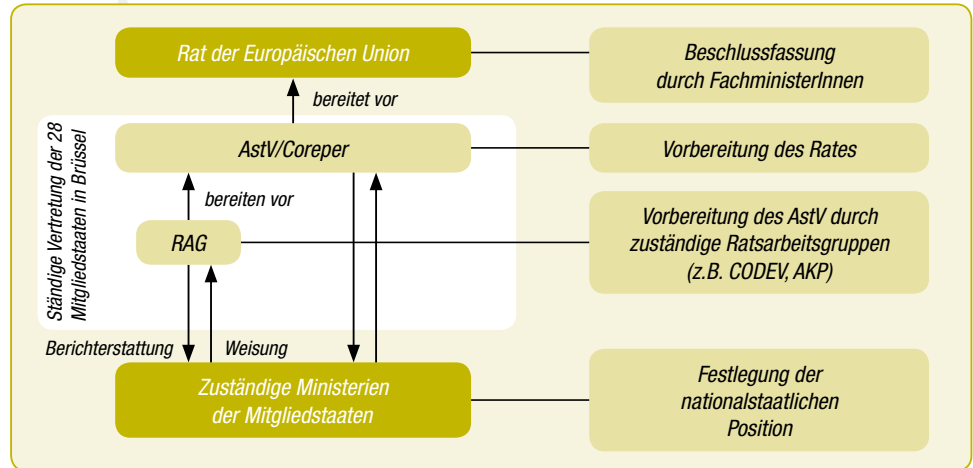 Rat der Europäischen Union
Beschlussfassung
durch FachministerInnen
bereitet vor
Ständige Vertretung der 28
Mitgliedstaaten in Brüssel
AstV/Coreper
Vorbereitung des Rates
bereiten vor
RAG
Vorbereitung des AstV durch
zuständige Ratsarbeitsgruppen
(z.B. CODEV, AKP)
Berichterstattung
Weisung
Zuständige Ministerien
der Mitgliedstaaten
Festlegung der
nationalstaatlichen
Position